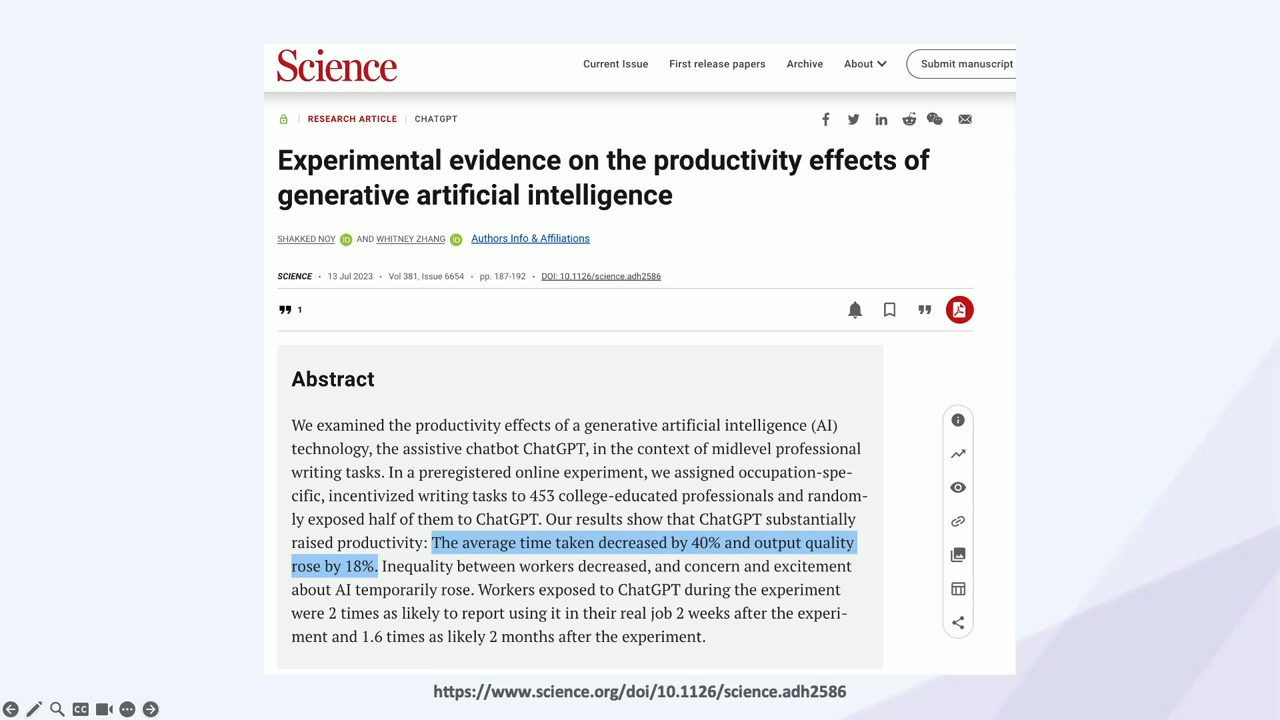 Science
Current Issue First release papers Archive About Submit manuscript
RESEARCH ARTICLE CHATGPT
Experimental evidence on the productivity effects of
generative artificial intelligence
SHAKKED NOY iD AND WHITNEY ZHANG iD Authors Info & Affiliations
SCIENCE • 13 Jul 2023 • Vol 381, Issue 6654 • pp. 187-192 • DOI: 10.1126/science.adh2586
1
Abstract
We examined the productivity effects of a generative artificial intelligence (AI)
technology, the assistive chatbot ChatGPT, in the context of midlevel professional
writing tasks. In a preregistered online experiment, we assigned occupation-spe-
cific, incentivized writing tasks to 453 college-educated professionals and random-
ly exposed half of them to ChatGPT. Our results show that ChatGPT substantially
raised productivity: The average time taken decreased by 40% and output quality
rose by 18%. Inequality between workers decreased, and concern and excitement
about AI temporarily rose. Workers exposed to ChatGPT during the experiment
were 2 times as likely to report using it in their real job 2 weeks after the experi-
ment and 1.6 times as likely 2 months after the experiment.
https://www.science.org/doi/10.1126/science.adh2586
CC